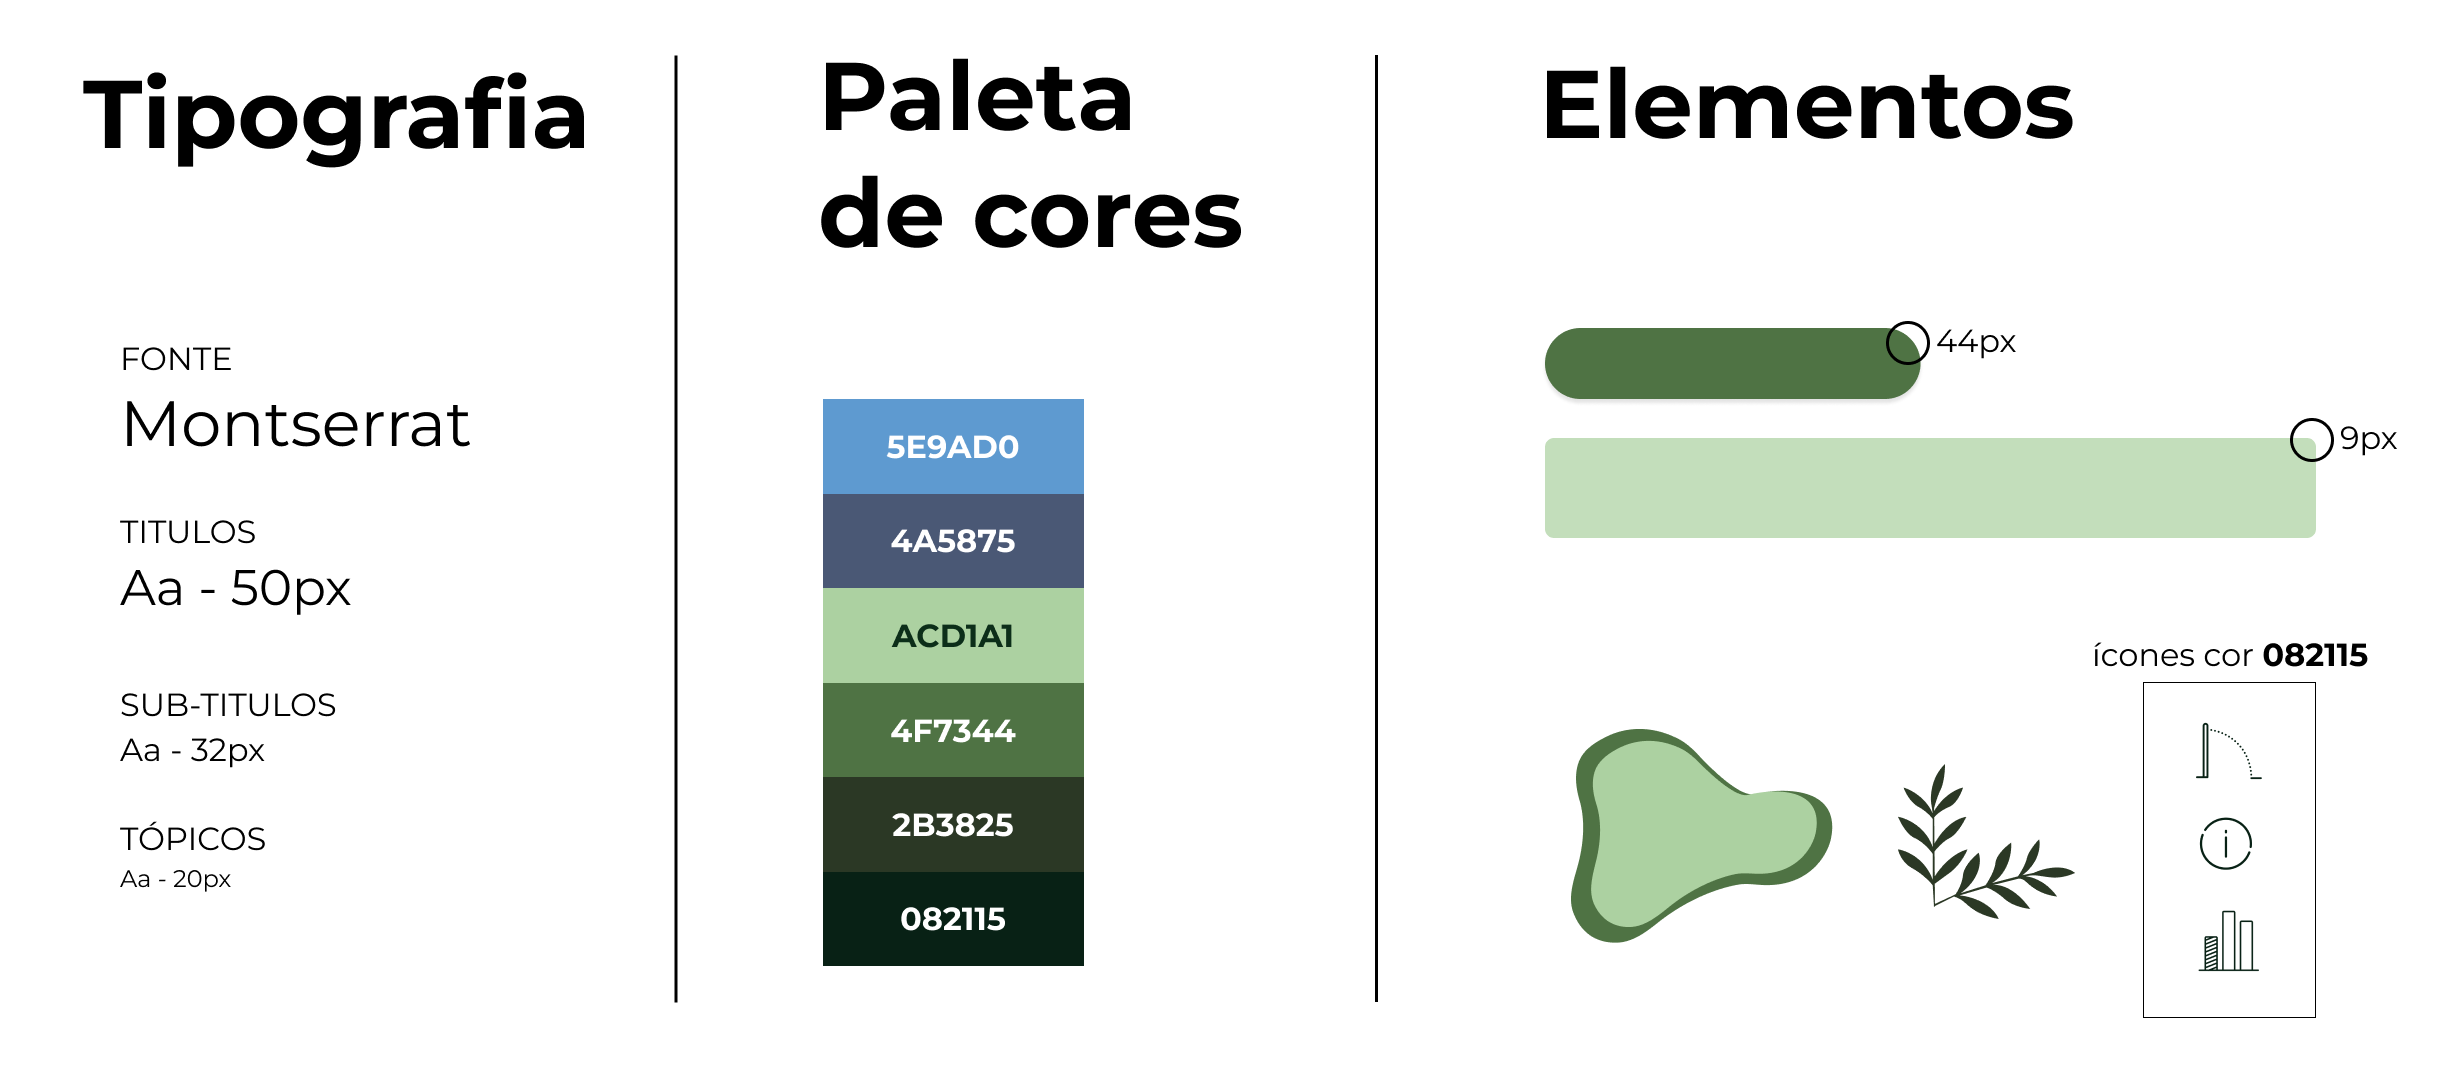 Tipografia
FONTE
Montserrat
TITULOS
Aa - 50px
SUB-TITULOS
Aa - 32px
TÓPICOS
Aa - 20px
Paleta
de cores
5E9AD0
4A5875
ACD1A1
4F7344
2B3825
082115
Elementos
44px
9px
ícones cor 082115